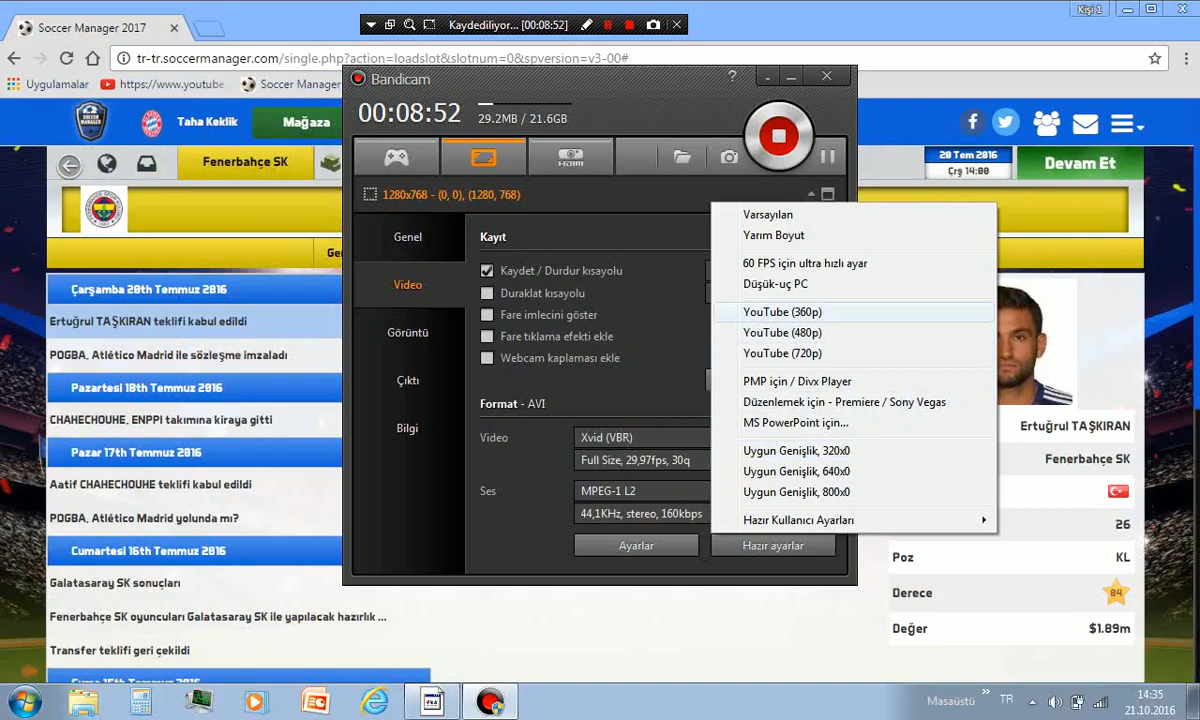 Soccer Manager 2017
Kaydediliyor... [00:08:52]
Kişi 1
tr-tr.soccermanager.com/single.php?action=loadslot&slotnum=0&spversion=v3-00#
Uygulamalar
https://www.youtube
Soccer Manager
Bandicam
?
00:08:52
29.2MB / 21.6GB
HDMI
Taha Keklik
Mağaza
Fenerbahçe SK
20 Tem 2016
Çrş 14:00
Devam Et
1280x768 - (0, 0), (1280, 768)
Genel
Video
Görüntü
Çıktı
Bilgi
Kayıt
Kaydet / Durdur kısayolu
Duraklat kısayolu
Fare imlecini göster
Fare tıklama efekti ekle
Webcam kaplaması ekle
Format - AVI
Video
Xvid (VBR)
Full Size, 29,97fps, 30q
Ses
MPEG-1 L2
44,1KHz, stereo, 160kbps
Ayarlar
Hazır ayarlar
Varsayılan
Yarım Boyut
60 FPS için ultra hızlı ayar
Düşük-uç PC
YouTube (360p)
YouTube (480p)
YouTube (720p)
PMP için / Divx Player
Düzenlemek için - Premiere / Sony Vegas
MS PowerPoint için...
Uygun Genişlik, 320x0
Uygun Genişlik, 640x0
Uygun Genişlik, 800x0
Hazır Kullanıcı Ayarları
Çarşamba 20th Temmuz 2016
Ertuğrul TAŞKIRAN teklifi kabul edildi
POGBA, Atlético Madrid ile sözleşme imzaladı
Pazartesi 18th Temmuz 2016
CHAHECHOUHE, ENPPI takımına kiraya gitti
Pazar 17th Temmuz 2016
Aatif CHAHECHOUHE teklifi kabul edildi
POGBA, Atlético Madrid yolunda mı?
Cumartesi 16th Temmuz 2016
Galatasaray SK sonuçları
Fenerbahçe SK oyuncuları Galatasaray SK ile yapılacak hazırlık ...
Transfer teklifi geri çekildi
Cuma 15th Temmuz 2016
Ertuğrul TAŞKIRAN
Fenerbahçe SK
26
Poz
KL
Derece
84
Değer
$1.89m
Masaüstü
TR
14:35
21.10.2016